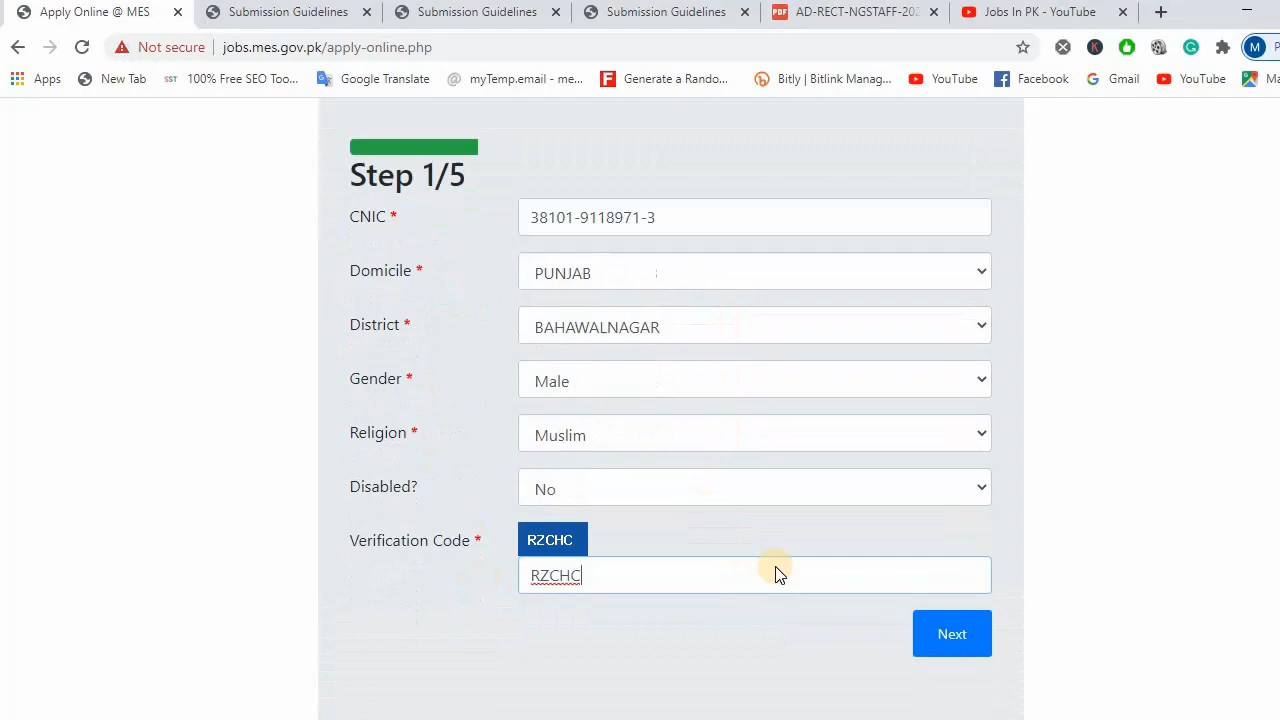 Apply Online @ MES
Submission Guidelines
Submission Guidelines
Submission Guidelines
PDF
AD-RECT-NGSTAFF-202
Jobs In PK - YouTube
Not secure
jobs.mes.gov.pk/apply-online.php
K
M
Apps
New Tab
SST
100% Free SEO Too...
Google Translate
@
myTemp.email - me...
F
Generate a Rando...
Bitly | Bitlink Manag...
YouTube
Facebook
G
Gmail
YouTube
Step 1/5
CNIC *
38101-9118971-3
Domicile *
PUNJAB
District *
BAHAWALNAGAR
Gender *
Male
Religion *
Muslim
Disabled?
No
Verification Code *
RZCHC
RZCHC
Next